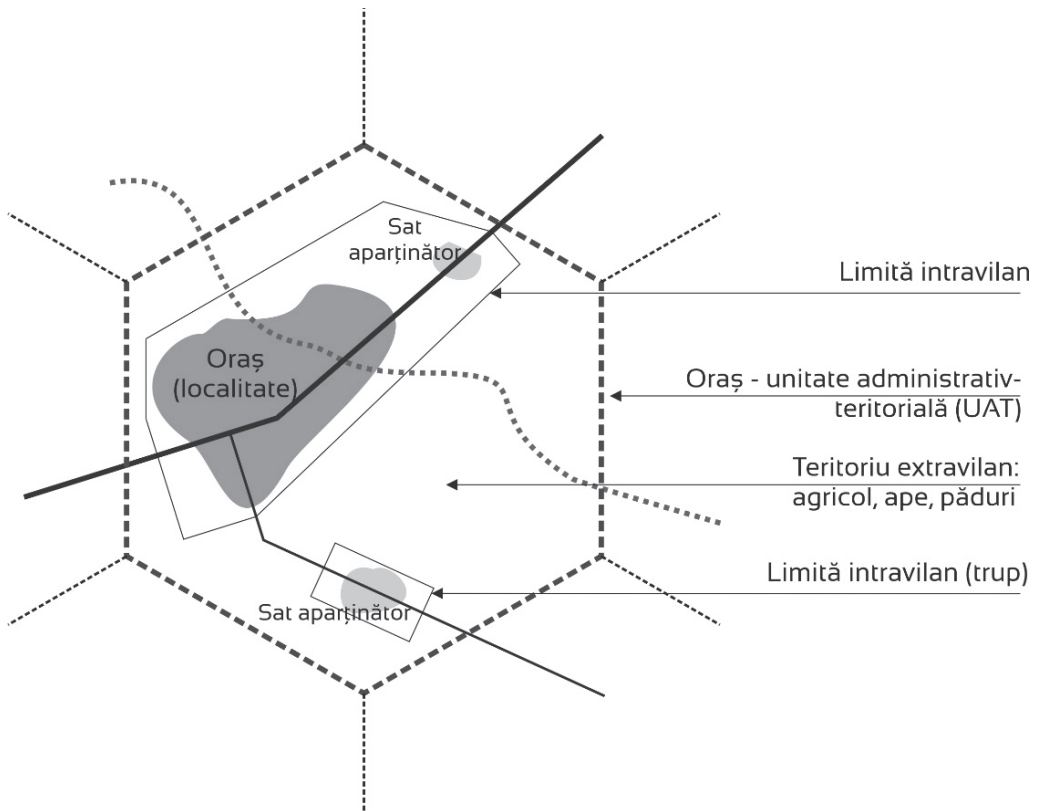 Sat
aparținător
Limită intravilan
Oraș
(localitate)
Oraș - unitate administrativ-
teritorială (UAT)
Teritoriu extravilan:
agricol, ape, păduri
Limită intravilan (trup)
Sat aparținător